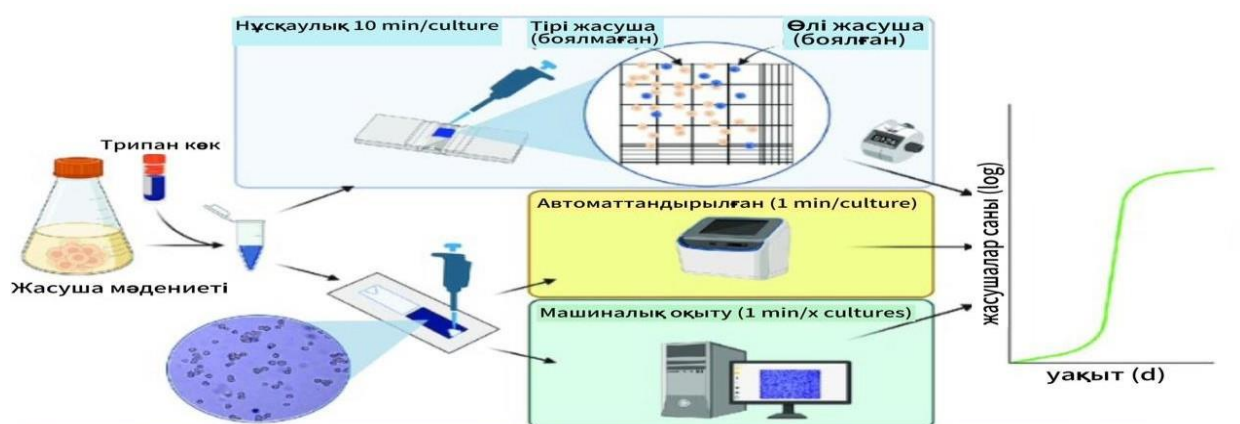 Нұсқаулық 10 min/culture
Тірі жасуша
(боялмаған)
Өлі жасуша
(боялған)
Трипан көк
Жасуша мәдениеті
Автоматтандырылған (1 min/culture)
Машиналық оқыту (1 min/x cultures)
жасушалар саны (log)
уақыт (d)